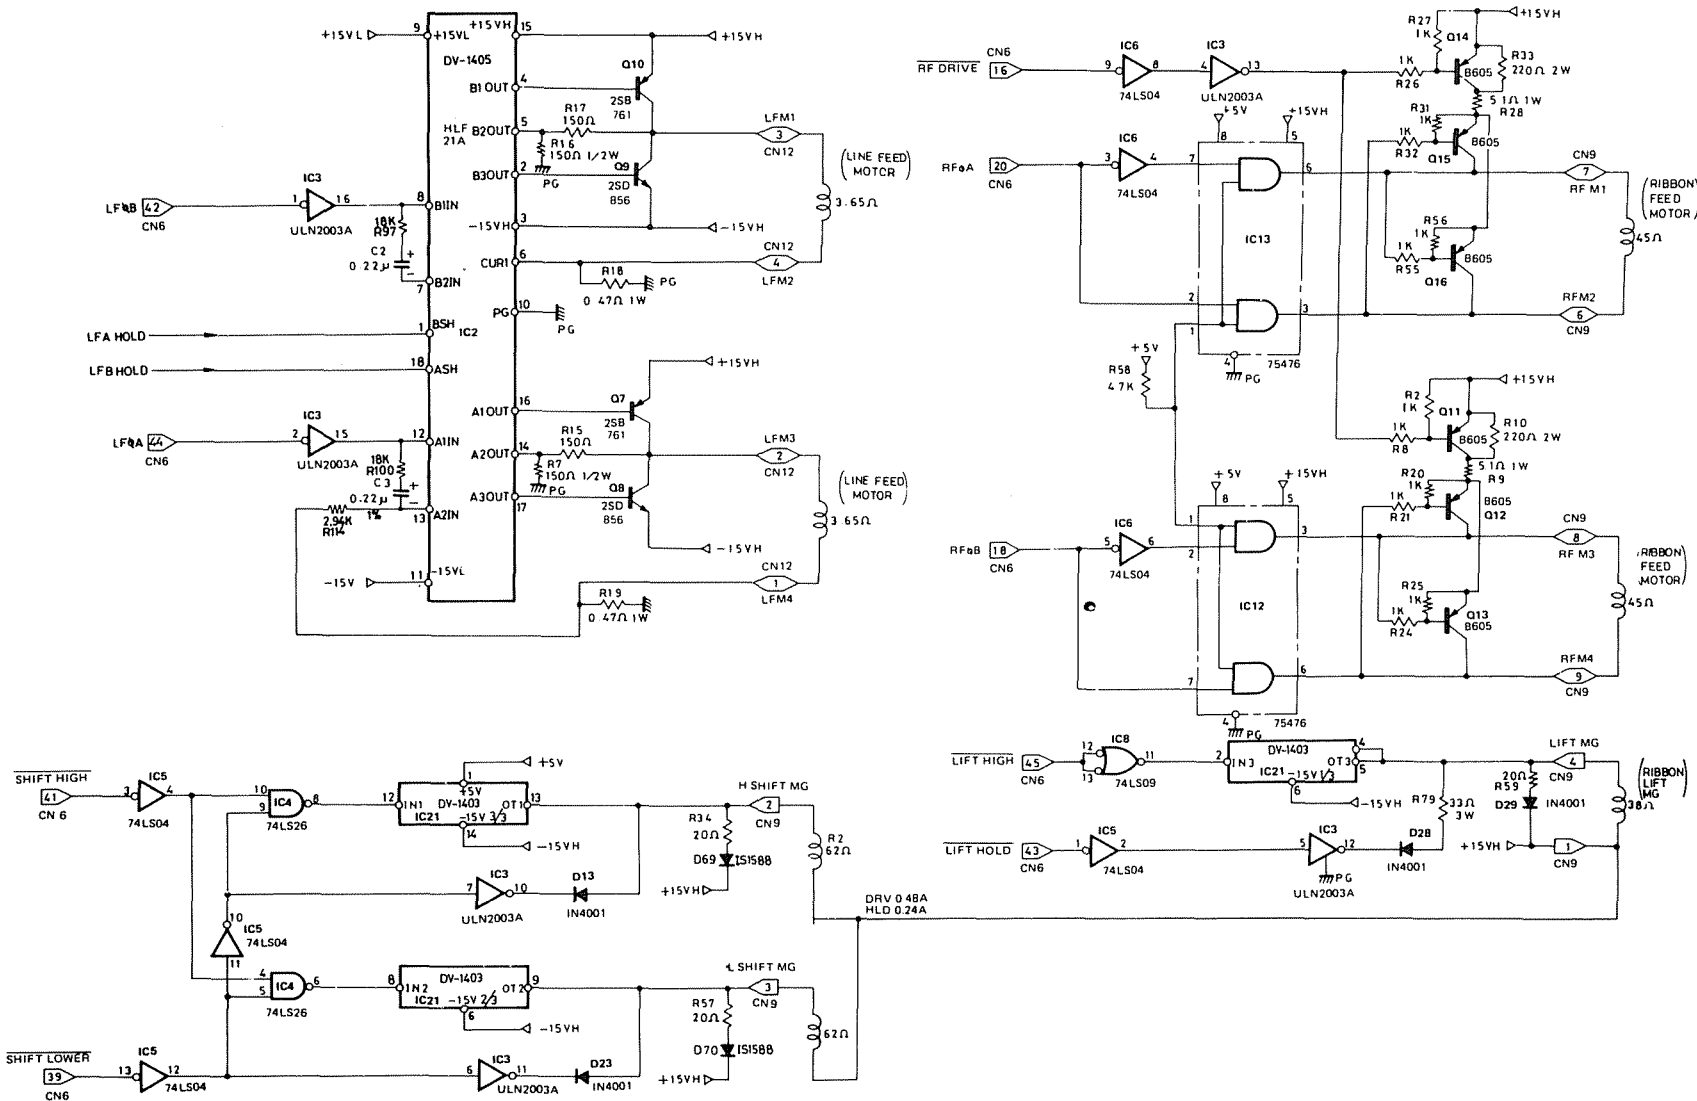 +15VL
9
+15VL
+15VH
15
+15VH
DV-1405
B1OUT
4
Q10
2SB
761
HLF
21A
B2OUT
5
R17
150Ω
R16
150Ω 1/2W
PG
LFM1
3
CN12
(LINE FEED
MOTOR)
B3OUT
2
Q9
2SD
856
3.65Ω
LFφB
42
CN6
IC3
1
16
ULN2003A
8
B1IN
18K
R97
C2
0.22μ
+
−
B2IN
7
−15VH
3
−15VH
CUR1
6
CN12
4
LFM2
R18
0.47Ω 1W
PG
PG
10
PG
LFA HOLD
1
BSH
IC2
LFB HOLD
18
ASH
+15VH
A1OUT
16
Q7
2SB
761
LFφA
44
CN6
IC3
2
15
ULN2003A
12
A1IN
18K
R100
C3
0.22μ
+
1%
A2IN
13
2.94K
R114
A2OUT
14
R15
150Ω
R7
150Ω 1/2W
PG
LFM3
2
CN12
(LINE FEED
MOTOR)
A3OUT
17
Q8
2SD
856
3.65Ω
−15VH
−15V
11
−15VL
CN12
1
LFM4
R19
0.47Ω 1W
RF DRIVE
CN6
16
IC6
9
8
74LS04
IC3
4
13
ULN2003A
R27
1K
Q14
+15VH
1K
R26
B605
R33
220Ω 2W
5.1Ω 1W
R28
R31
1K
1K
R32
Q15
B605
RFφA
20
CN6
IC6
3
4
74LS04
+5V
8
+15VH
5
7
6
IC13
2
1
3
4
PG
75476
CN9
7
RF M1
(RIBBON
FEED
MOTOR)
45Ω
R56
1K
1K
R55
B605
Q16
RFM2
6
CN9
+5V
R58
4.7K
R2
1K
Q11
+15VH
1K
R8
B605
R10
220Ω 2W
5.1Ω 1W
R9
R20
1K
1K
R21
B605
Q12
RFφB
18
CN6
IC6
5
6
74LS04
+5V
8
+15VH
5
1
2
3
IC12
7
6
4
PG
75476
CN9
8
RF M3
(RIBBON
FEED
MOTOR)
45Ω
R25
1K
1K
R24
Q13
B605
RFM4
9
CN9
SHIFT HIGH
41
CN 6
IC5
3
4
74LS04
10
9
IC4
8
74LS26
12
IN1
1
+5V
+5V
DV-1403
IC21
−15V 3/3
OT1
13
14
−15VH
H SHIFT MG
2
CN9
R34
20Ω
D69
IS1588
+15VH
R2
62Ω
IC3
7
10
ULN2003A
D13
IN4001
10
IC5
74LS04
11
4
5
IC4
6
74LS26
8
IN2
DV-1403
IC21
−15V 2/3
OT2
9
6
−15VH
L SHIFT MG
3
CN9
R57
20Ω
D70
IS1588
+15VH
62Ω
SHIFT LOWER
39
CN6
IC5
13
12
74LS04
IC3
6
11
ULN2003A
D23
IN4001
DRV 0.48A
HLD 0.24A
LIFT HIGH
45
CN6
IC8
12
13
11
74LS09
2
IN3
DV-1403
IC21
−15V 1/3
OT3
4
5
6
−15VH
LIFT MG
4
CN9
20Ω
R59
D29
IN4001
R79
33Ω
3W
(RIBBON
LIFT
MG)
38Ω
LIFT HOLD
43
CN6
IC5
1
2
74LS04
IC3
5
12
PG
ULN2003A
D28
IN4001
+15VH
1
CN9